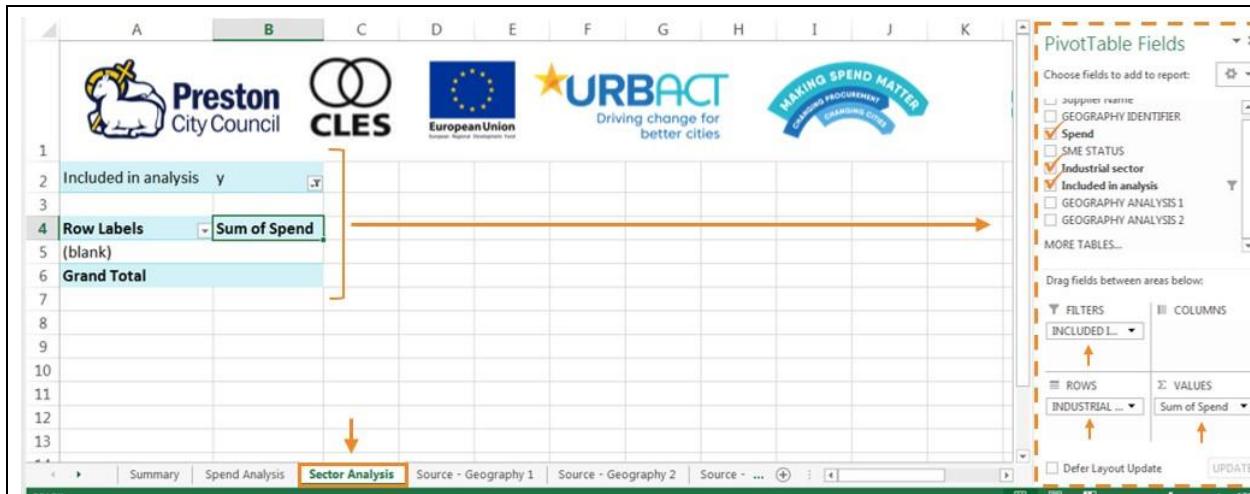 A B C D E F G H I J K
Preston
City Council
CLES
European Union
URBACT
Driving change for
better cities
MAKING SPEND MATTER
CHANGING PROCUREMENT
CHANGING CITIES
1
2 Included in analysis y
3
4 Row Labels Sum of Spend
5 (blank)
6 Grand Total
7
8
9
10
11
12
13
Summary Spend Analysis Sector Analysis Source - Geography 1 Source - Geography 2 Source - ...
PivotTable Fields
Choose fields to add to report:
Supplier Name
GEOGRAPHY IDENTIFIER
Spend
SME STATUS
Industrial sector
Included in analysis
GEOGRAPHY ANALYSIS 1
GEOGRAPHY ANALYSIS 2
MORE TABLES...
Drag fields between areas below:
FILTERS COLUMNS
INCLUDED I...
ROWS Σ VALUES
INDUSTRIAL ... Sum of Spend
Defer Layout Update UPDATE